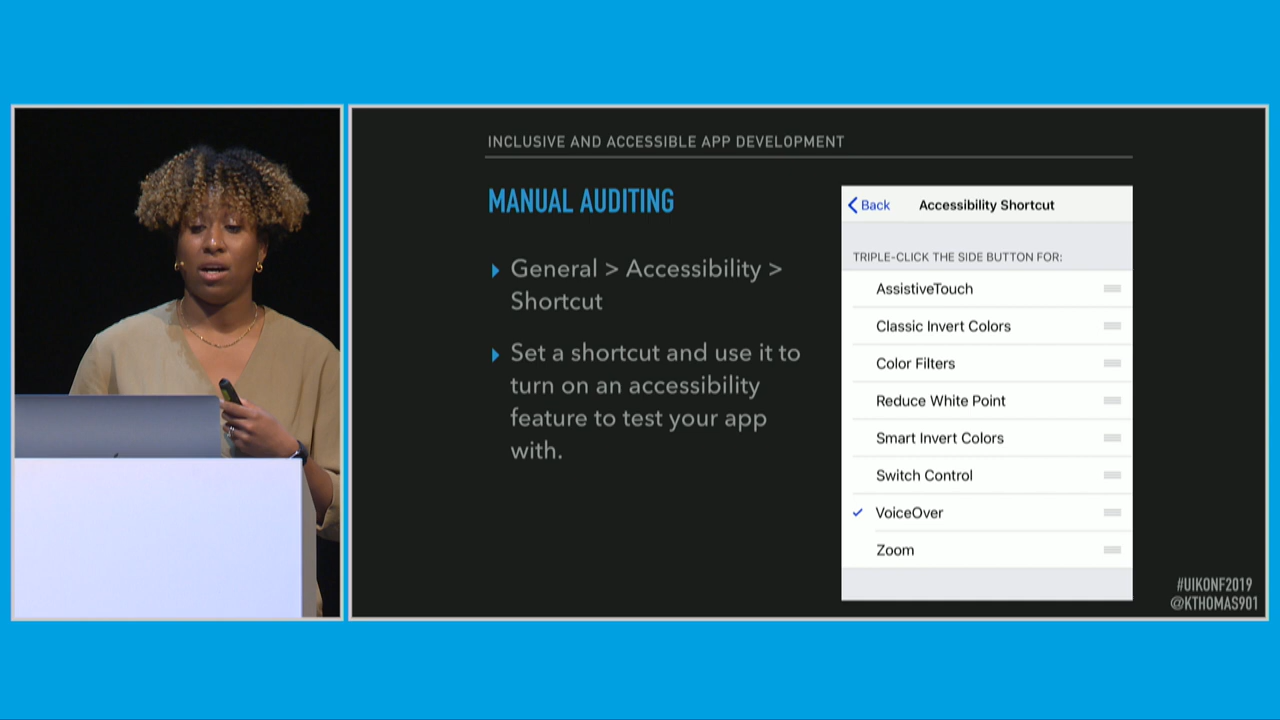 INCLUSIVE AND ACCESSIBLE APP DEVELOPMENT
MANUAL AUDITING
General > Accessibility >
Shortcut
Set a shortcut and use it to
turn on an accessibility
feature to test your app
with.
Back
Accessibility Shortcut
TRIPLE-CLICK THE SIDE BUTTON FOR:
AssistiveTouch
Classic Invert Colors
Color Filters
Reduce White Point
Smart Invert Colors
Switch Control
VoiceOver
Zoom
#UIKONF2019
@KTHOMAS901